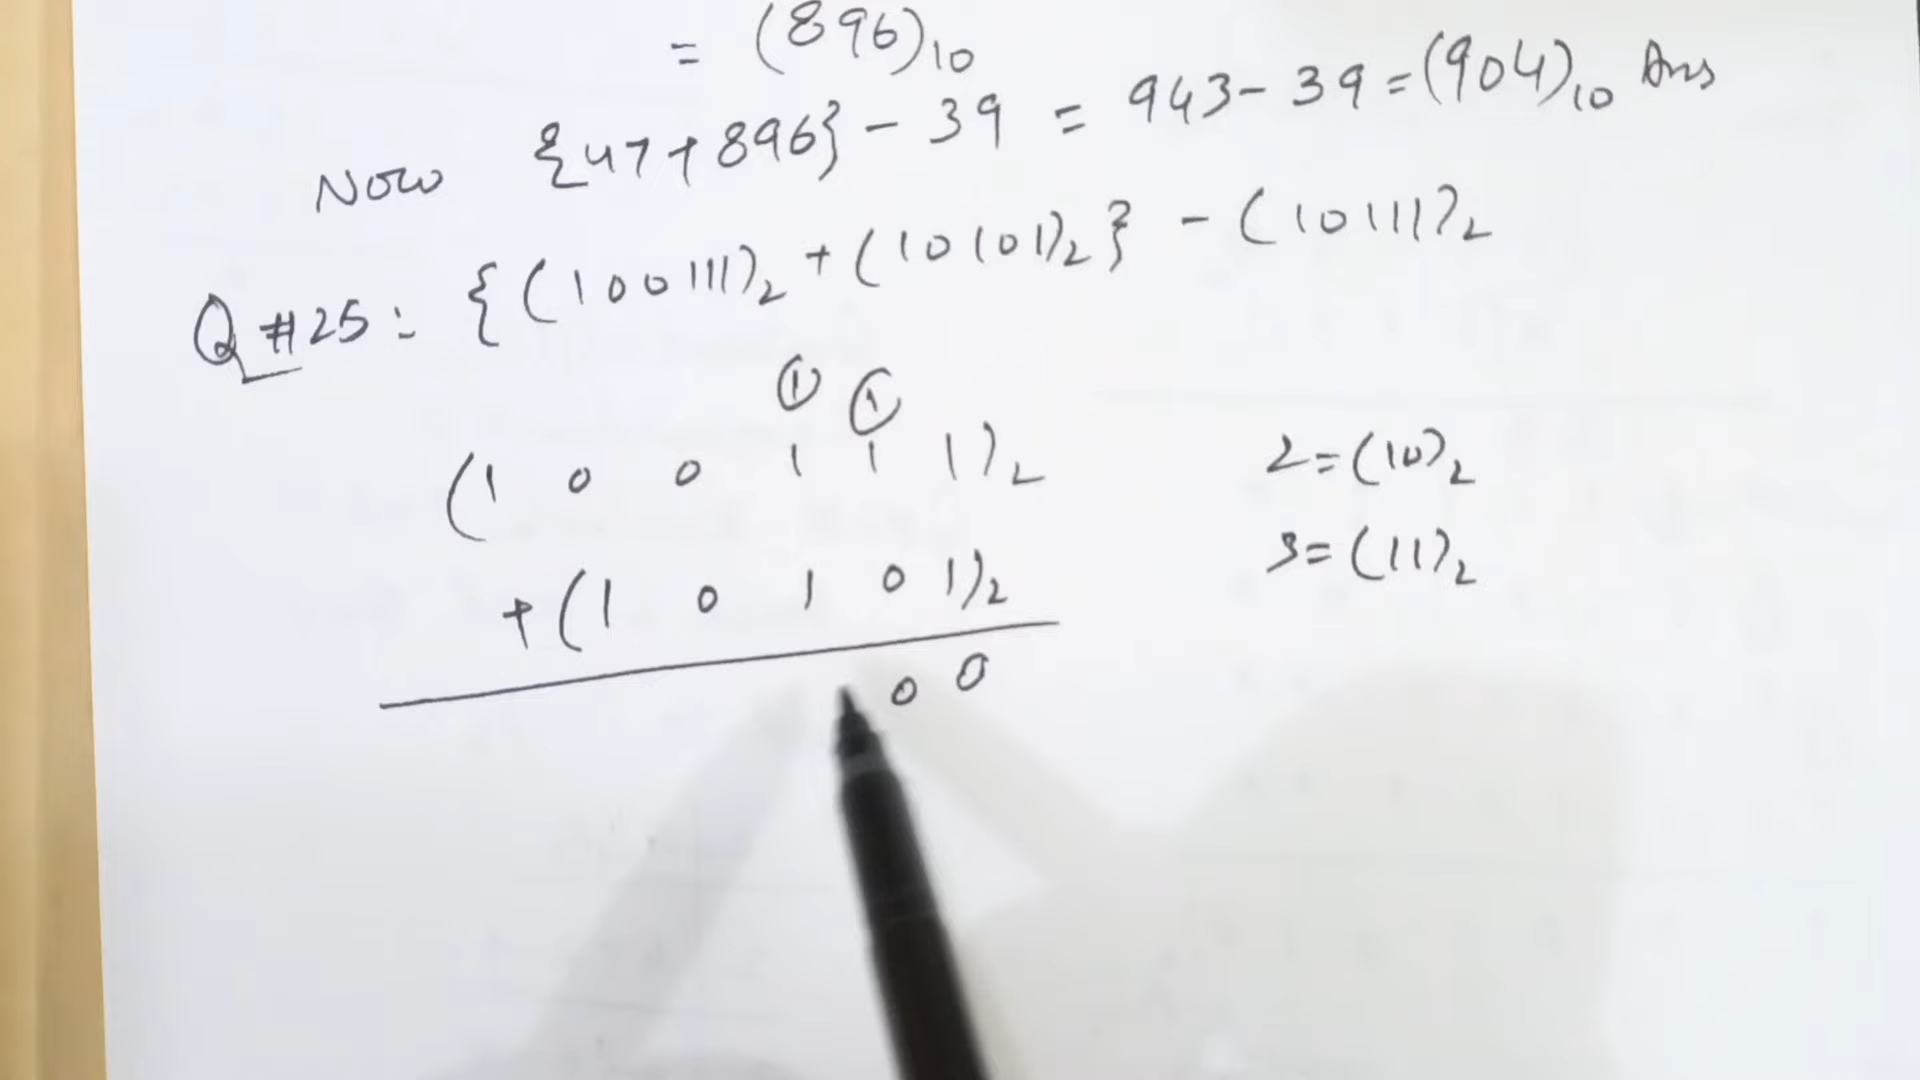 = (896)₁₀
Now {47+896} - 39 = 943 - 39 = (904)₁₀ Ans
Q #25: {(100111)₂ + (10101)₂} - (10111)₂
① ①
(1 0 0 1 1 1)₂
2 = (10)₂
3 = (11)₂
+ (1 0 1 0 1)₂
0 0